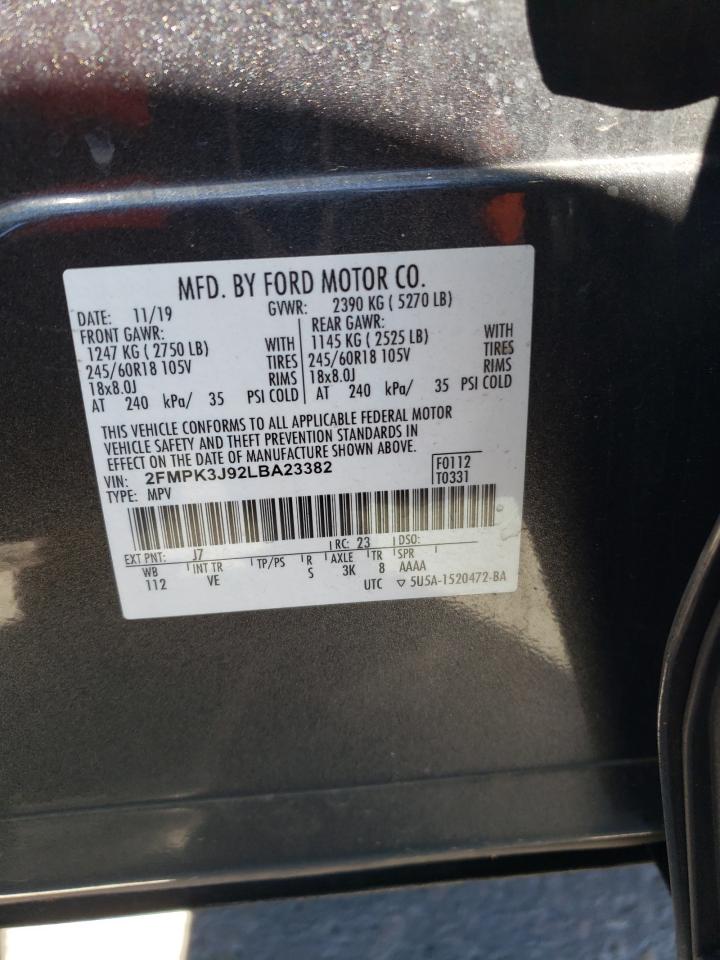 MFD. BY FORD MOTOR CO.
DATE: 11/19 GVWR: 2390 KG ( 5270 LB)
FRONT GAWR: REAR GAWR:
1247 KG ( 2750 LB) WITH 1145 KG ( 2525 LB) WITH
245/60R18 105V TIRES 245/60R18 105V TIRES
18x8.0J RIMS 18x8.0J RIMS
AT 240 kPa/ 35 PSI COLD AT 240 kPa/ 35 PSI COLD
THIS VEHICLE CONFORMS TO ALL APPLICABLE FEDERAL MOTOR
VEHICLE SAFETY AND THEFT PREVENTION STANDARDS IN
EFFECT ON THE DATE OF MANUFACTURE SHOWN ABOVE.
VIN: 2FMPK3J92LBA23382 F0112
TYPE: MPV T0331
EXT PNT: J7 RC: 23 DSO:
WB INT TR TP/PS R AXLE TR SPR
112 VE S 3K 8 AAAA
UTC ▽ 5U5A-1520472-BA